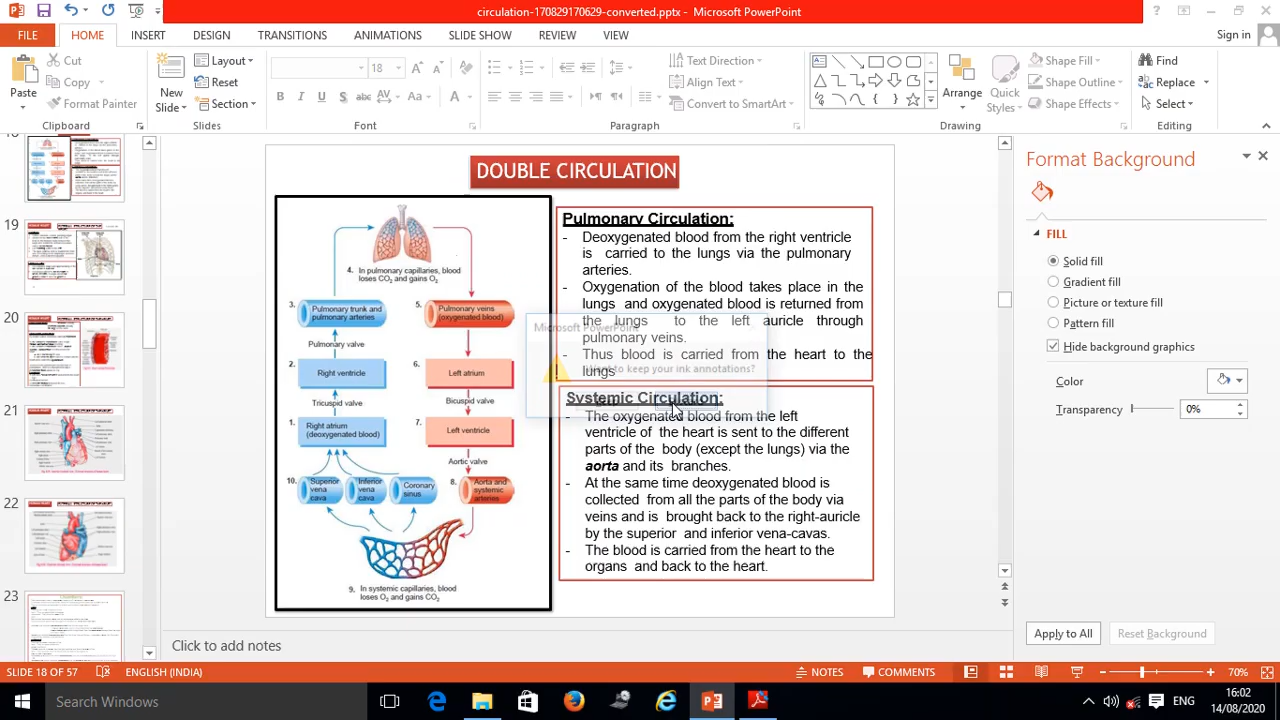 circulation-170829170629-converted.pptx - Microsoft PowerPoint
FILE HOME INSERT DESIGN TRANSITIONS ANIMATIONS SLIDE SHOW REVIEW VIEW Sign in
Paste
Cut
Copy
Format Painter
Clipboard
New
Slide
Layout
Reset
Section
Slides
18
Font
Text Direction
Align Text
Convert to SmartArt
Paragraph
Arrange
Quick
Styles
Shape Fill
Shape Outline
Shape Effects
Drawing
Find
Replace
Select
Editing
19
20
21
22
23
DOUBLE CIRCULATION
4. In pulmonary capillaries, blood
loses CO2 and gains O2
3. Pulmonary trunk and
pulmonary arteries
5. Pulmonary veins
(oxygenated blood)
Pulmonary valve
2. Right ventricle
6. Left atrium
Tricuspid valve
Bicuspid valve
1. Right atrium
(deoxygenated blood)
7. Left ventricle
Aortic valve
10. Superior
vena
cava
Inferior
vena
cava
Coronary
sinus
8. Aorta and
systemic
arteries
9. In systemic capillaries, blood
loses O2 and gains CO2
Pulmonary Circulation:
Deoxygenated blood from the right ventricle
is carried to the lungs via the pulmonary
arteries.
- Oxygenation of the blood takes place in the
lungs and oxygenated blood is returned from
the lungs to the left auricle through
pulmonary veins.
Thus blood is carried from the heart to the
lungs
Microsoft PowerPoint
to keep your ink annotations?
Systemic Circulation:
- The oxygenated blood from the left
ventricle of the heart is sent to the different
parts of the body (except the lungs) via the
aorta and its branches.
- At the same time deoxygenated blood is
collected from all the parts of the body via
veins and is brought back to the right-auricle
by the superior and inferior vena-cavas.
- The blood is carried from the heart to the
organs and back to the heart.
Format Background
FILL
Solid fill
Gradient fill
Picture or texture fill
Pattern fill
Hide background graphics
Color
Transparency 0%
Apply to All
Reset Background
Click to add notes
SLIDE 18 OF 57 ENGLISH (INDIA) NOTES COMMENTS 70%
Search Windows
ENG
16:02
14/08/2020